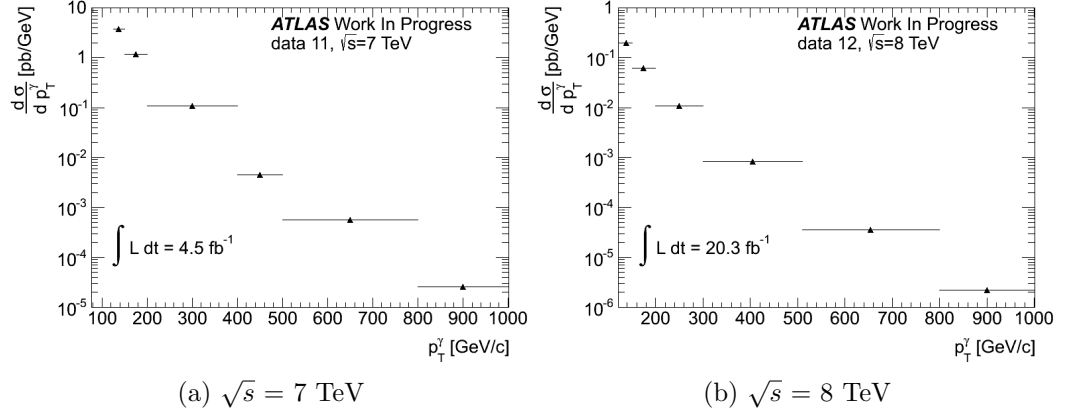 ATLAS Work In Progress
data 11, √s=7 TeV
dσ/dp_T^γ [pb/GeV]
10
1
10^-1
10^-2
10^-3
10^-4
10^-5
∫ L dt = 4.5 fb^-1
100 200 300 400 500 600 700 800 900 1000
p_T^γ [GeV/c]
(a) √s = 7 TeV
ATLAS Work In Progress
data 12, √s=8 TeV
dσ/dp_T^γ [pb/GeV]
1
10^-1
10^-2
10^-3
10^-4
10^-5
10^-6
∫ L dt = 20.3 fb^-1
200 300 400 500 600 700 800 900 1000
p_T^γ [GeV/c]
(b) √s = 8 TeV